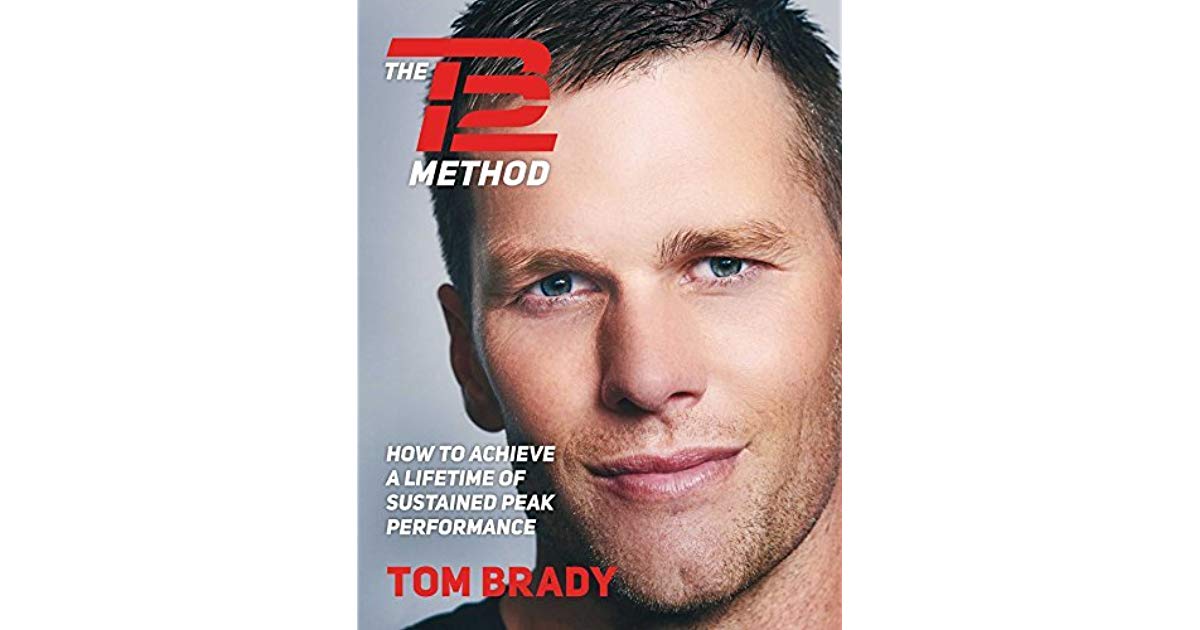 THE
TB12
METHOD
HOW TO ACHIEVE
A LIFETIME OF
SUSTAINED PEAK
PERFORMANCE
TOM BRADY